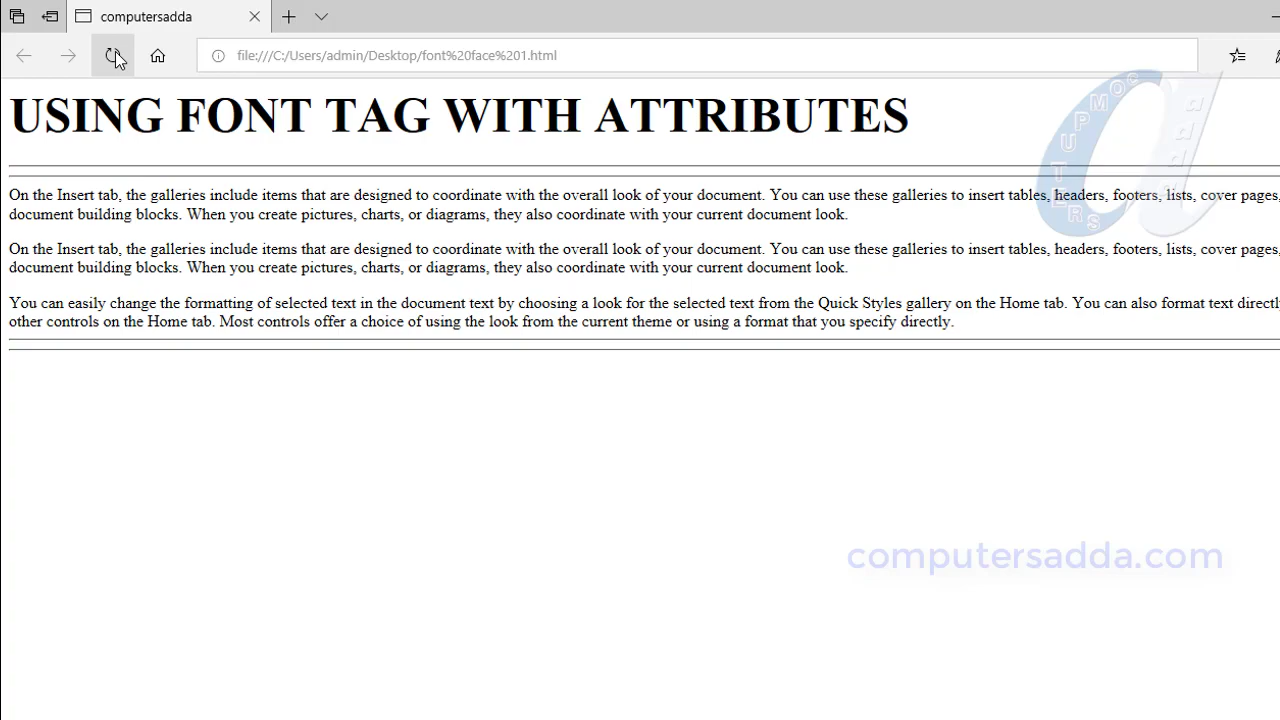 computersadda
file:///C:/Users/admin/Desktop/font%20face%201.html
USING FONT TAG WITH ATTRIBUTES
On the Insert tab, the galleries include items that are designed to coordinate with the overall look of your document. You can use these galleries to insert tables, headers, footers, lists, cover pages,
document building blocks. When you create pictures, charts, or diagrams, they also coordinate with your current document look.
On the Insert tab, the galleries include items that are designed to coordinate with the overall look of your document. You can use these galleries to insert tables, headers, footers, lists, cover pages,
document building blocks. When you create pictures, charts, or diagrams, they also coordinate with your current document look.
You can easily change the formatting of selected text in the document text by choosing a look for the selected text from the Quick Styles gallery on the Home tab. You can also format text directl
other controls on the Home tab. Most controls offer a choice of using the look from the current theme or using a format that you specify directly.
COMPUTERS
adda
computersadda.com